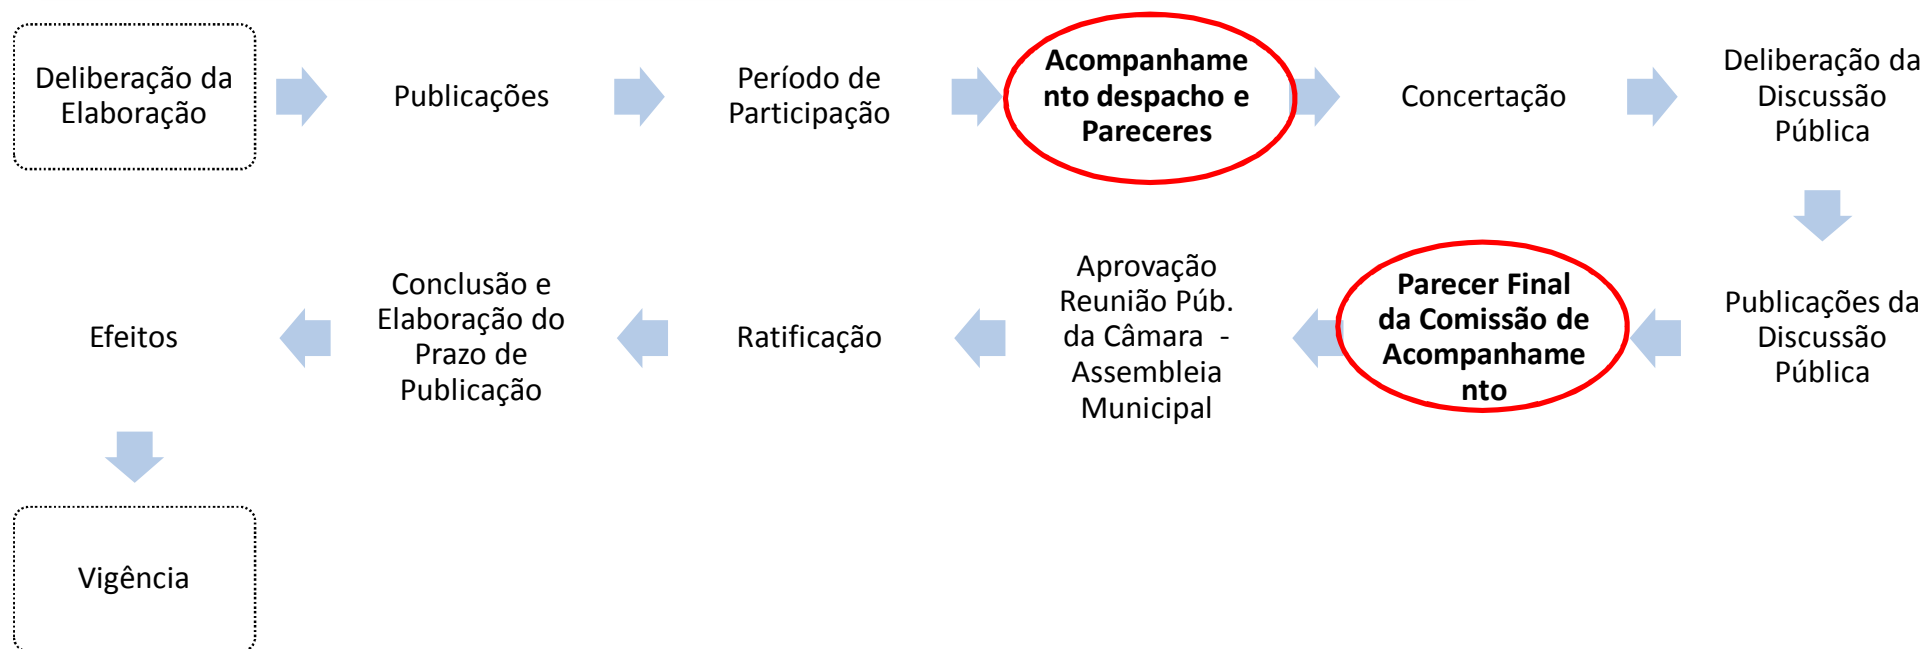 Deliberação da
Elaboração
Publicações
Período de
Participação
Acompanhame
nto despacho e
Pareceres
Concertação
Deliberação da
Discussão
Pública
Publicações da
Discussão
Pública
Parecer Final
da Comissão de
Acompanhame
nto
Aprovação
Reunião Púb.
da Câmara -
Assembleia
Municipal
Ratificação
Conclusão e
Elaboração do
Prazo de
Publicação
Efeitos
Vigência